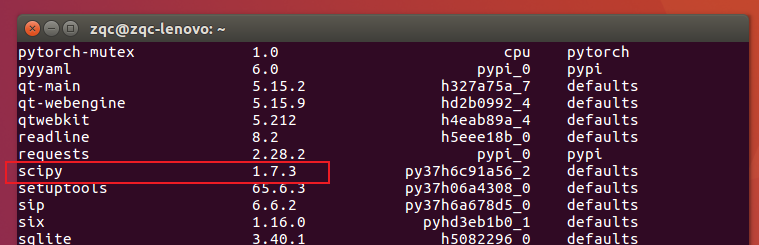 zqc@zqc-lenovo: ~
pytorch-mutex 1.0 cpu pytorch
pyyaml 6.0 pypi_0 pypi
qt-main 5.15.2 h327a75a_7 defaults
qt-webengine 5.15.9 hd2b0992_4 defaults
qtwebkit 5.212 h4eab89a_4 defaults
readline 8.2 h5eee18b_0 defaults
requests 2.28.2 pypi_0 pypi
scipy 1.7.3 py37h6c91a56_2 defaults
setuptools 65.6.3 py37h06a4308_0 defaults
sip 6.6.2 py37h6a678d5_0 defaults
six 1.16.0 pyhd3eb1b0_1 defaults
sqlite 3.40.1 h5082296_0 defaults